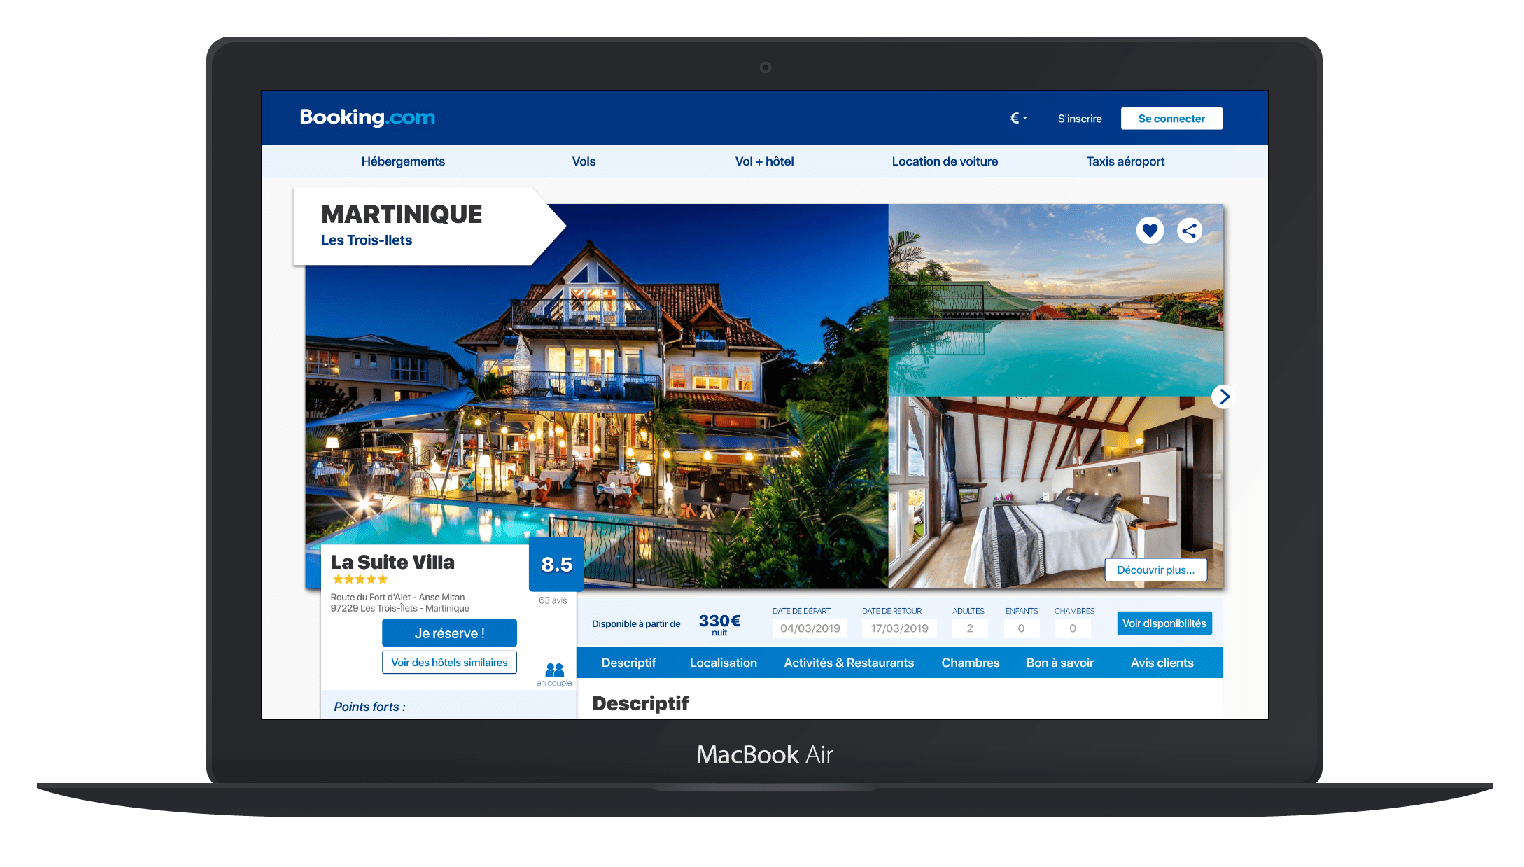 Booking.com
€
S'inscrire
Se connecter
Hébergements
Vols
Vol + hôtel
Location de voiture
Taxis aéroport
MARTINIQUE
Les Trois-Ilets
Découvrir plus...
La Suite Villa
8.5
63 avis
Route du Fort d'Alet - Anse Mitan
97229 Les Trois-Îlets - Martinique
Je réserve !
Voir des hôtels similaires
en couple
Points forts :
Disponible à partir de
330€
nuit
DATE DE DÉPART
04/03/2019
DATE DE RETOUR
17/03/2019
ADULTES
2
ENFANTS
0
CHAMBRES
0
Voir disponibilités
Descriptif
Localisation
Activités & Restaurants
Chambres
Bon à savoir
Avis clients
Descriptif
MacBook Air